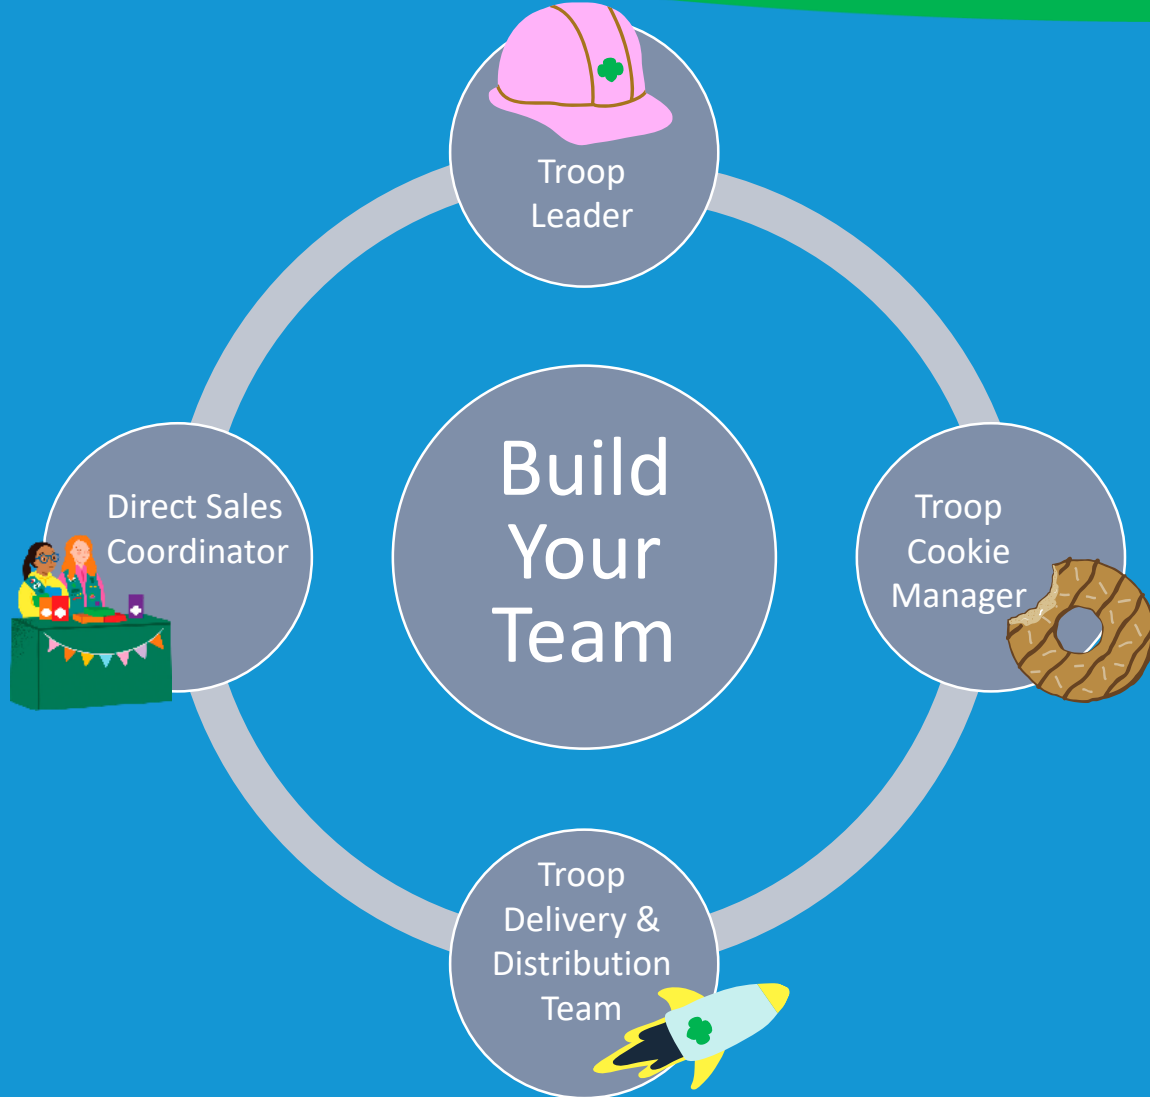 Troop
Leader
Build
Your
Team
Direct Sales
Coordinator
Troop
Cookie
Manager
Troop
Delivery &
Distribution
Team